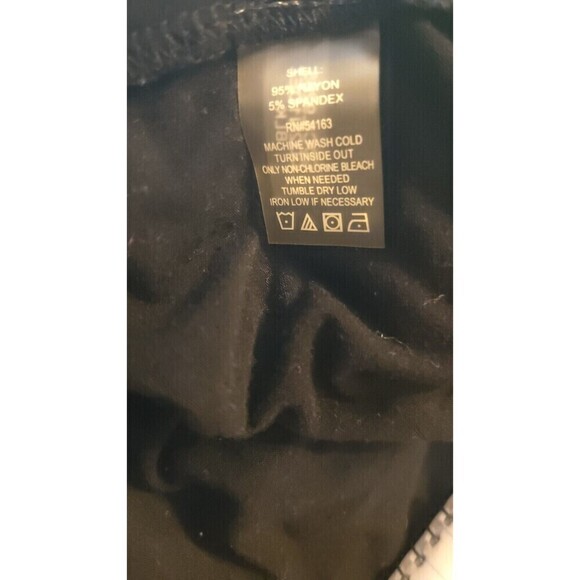 SHELL:
95% RAYON
5% SPANDEX
RN#54163
MACHINE WASH COLD
TURN INSIDE OUT
ONLY NON-CHLORINE BLEACH
WHEN NEEDED
TUMBLE DRY LOW
IRON LOW IF NECESSARY